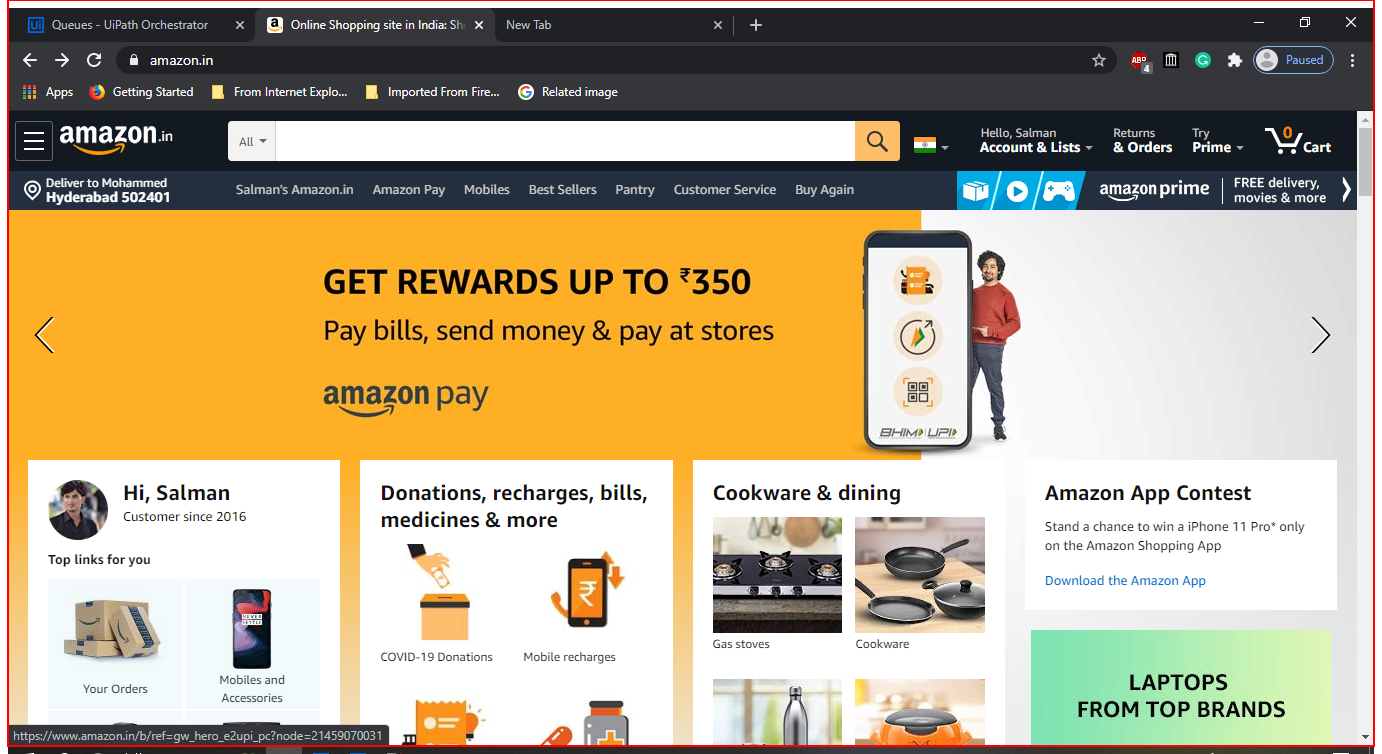 Queues - UiPath Orchestrator
Online Shopping site in India: Sh
New Tab
amazon.in
ABP
4
Paused
Apps
Getting Started
From Internet Explo...
Imported From Fire...
Related image
amazon.in
All
Hello, Salman
Account & Lists
Returns
& Orders
Try
Prime
0
Cart
Deliver to Mohammed
Hyderabad 502401
Salman's Amazon.in
Amazon Pay
Mobiles
Best Sellers
Pantry
Customer Service
Buy Again
amazon prime
FREE delivery,
movies & more
GET REWARDS UP TO ₹350
Pay bills, send money & pay at stores
amazon pay
BHIM UPI
Hi, Salman
Customer since 2016
Top links for you
Your Orders
NEVER
SETTLE
Mobiles and
Accessories
Donations, recharges, bills,
medicines & more
COVID-19 Donations
₹
Mobile recharges
Cookware & dining
Gas stoves
Cookware
Amazon App Contest
Stand a chance to win a iPhone 11 Pro* only
on the Amazon Shopping App
Download the Amazon App
LAPTOPS
FROM TOP BRANDS
https://www.amazon.in/b/ref=gw_hero_e2upi_pc?node=21459070031